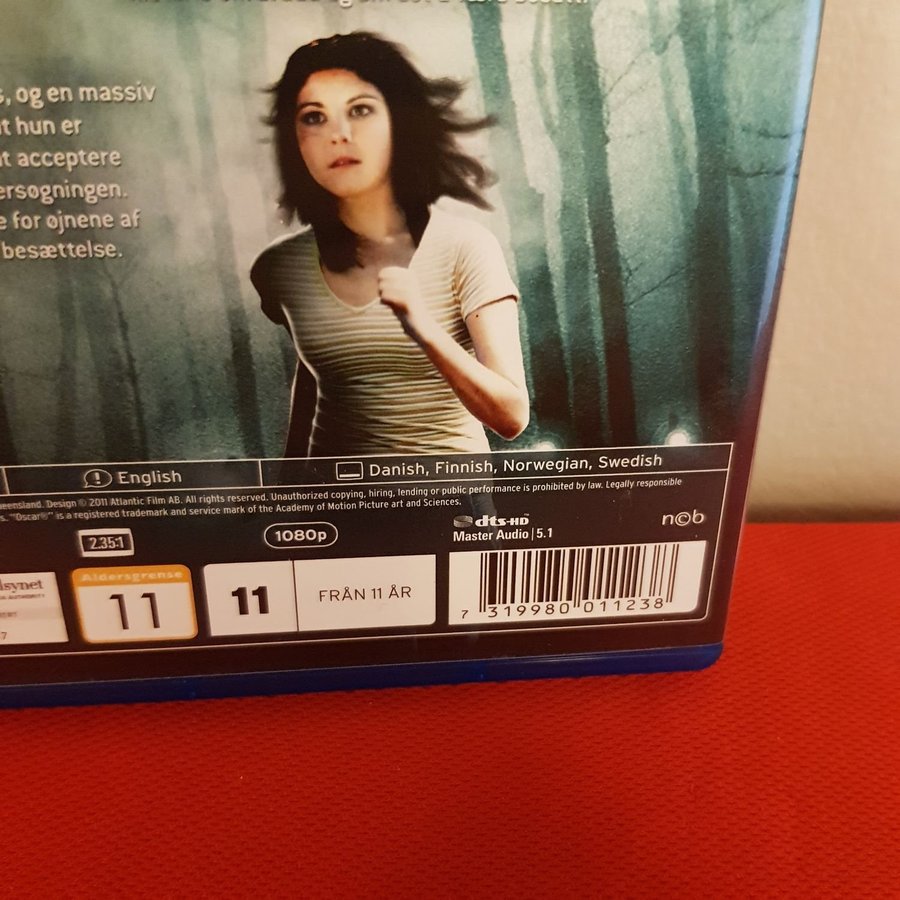 s, og en massiv
at hun er
at acceptere
ersøgningen.
e for øjnene af
besættelse.
English
Danish, Finnish, Norwegian, Swedish
eensland. Design © 2011 Atlantic Film AB. All rights reserved. Unauthorized copying, hiring, lending or public performance is prohibited by law. Legally responsible
s. "Oscar®" is a registered trademark and service mark of the Academy of Motion Picture art and Sciences.
2.35:1
1080p
dts-HD
Master Audio | 5.1
n©b
lsynet
Aldersgrense
11
11
FRÅN 11 ÅR
7 319980 011238
7